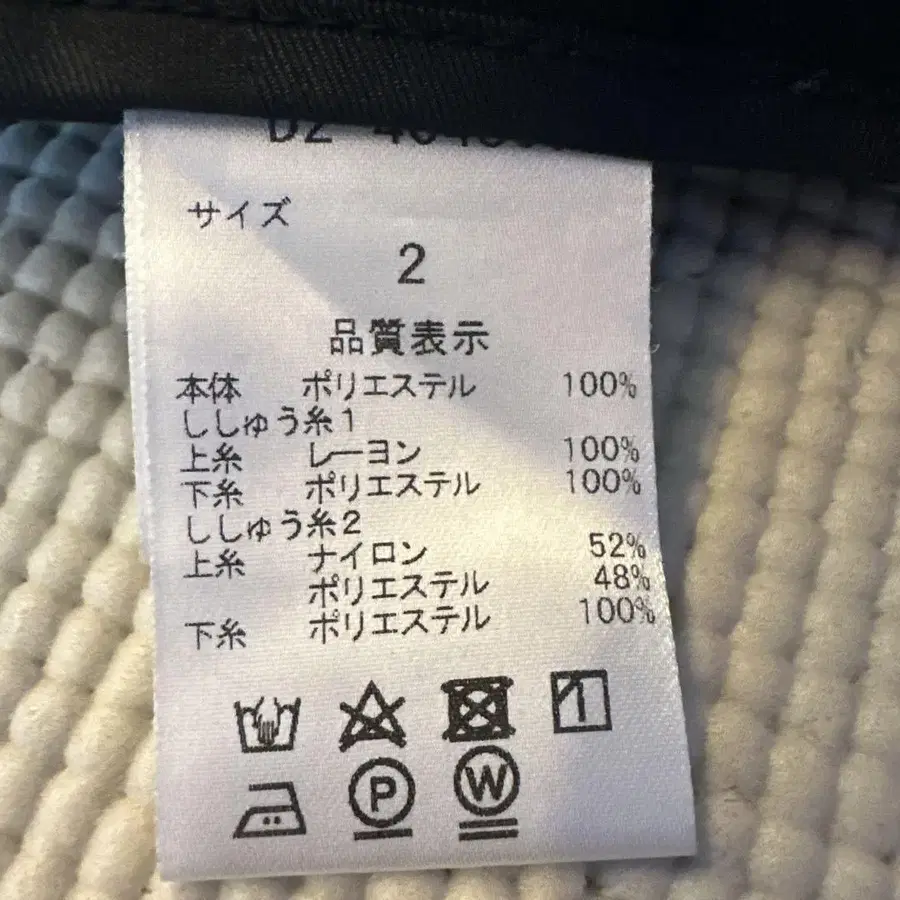 サイズ
2
品質表示
本体 ポリエステル 100%
ししゅう糸1
上糸 レーヨン 100%
下糸 ポリエステル 100%
ししゅう糸2
上糸 ナイロン 52%
ポリエステル 48%
下糸 ポリエステル 100%
P W